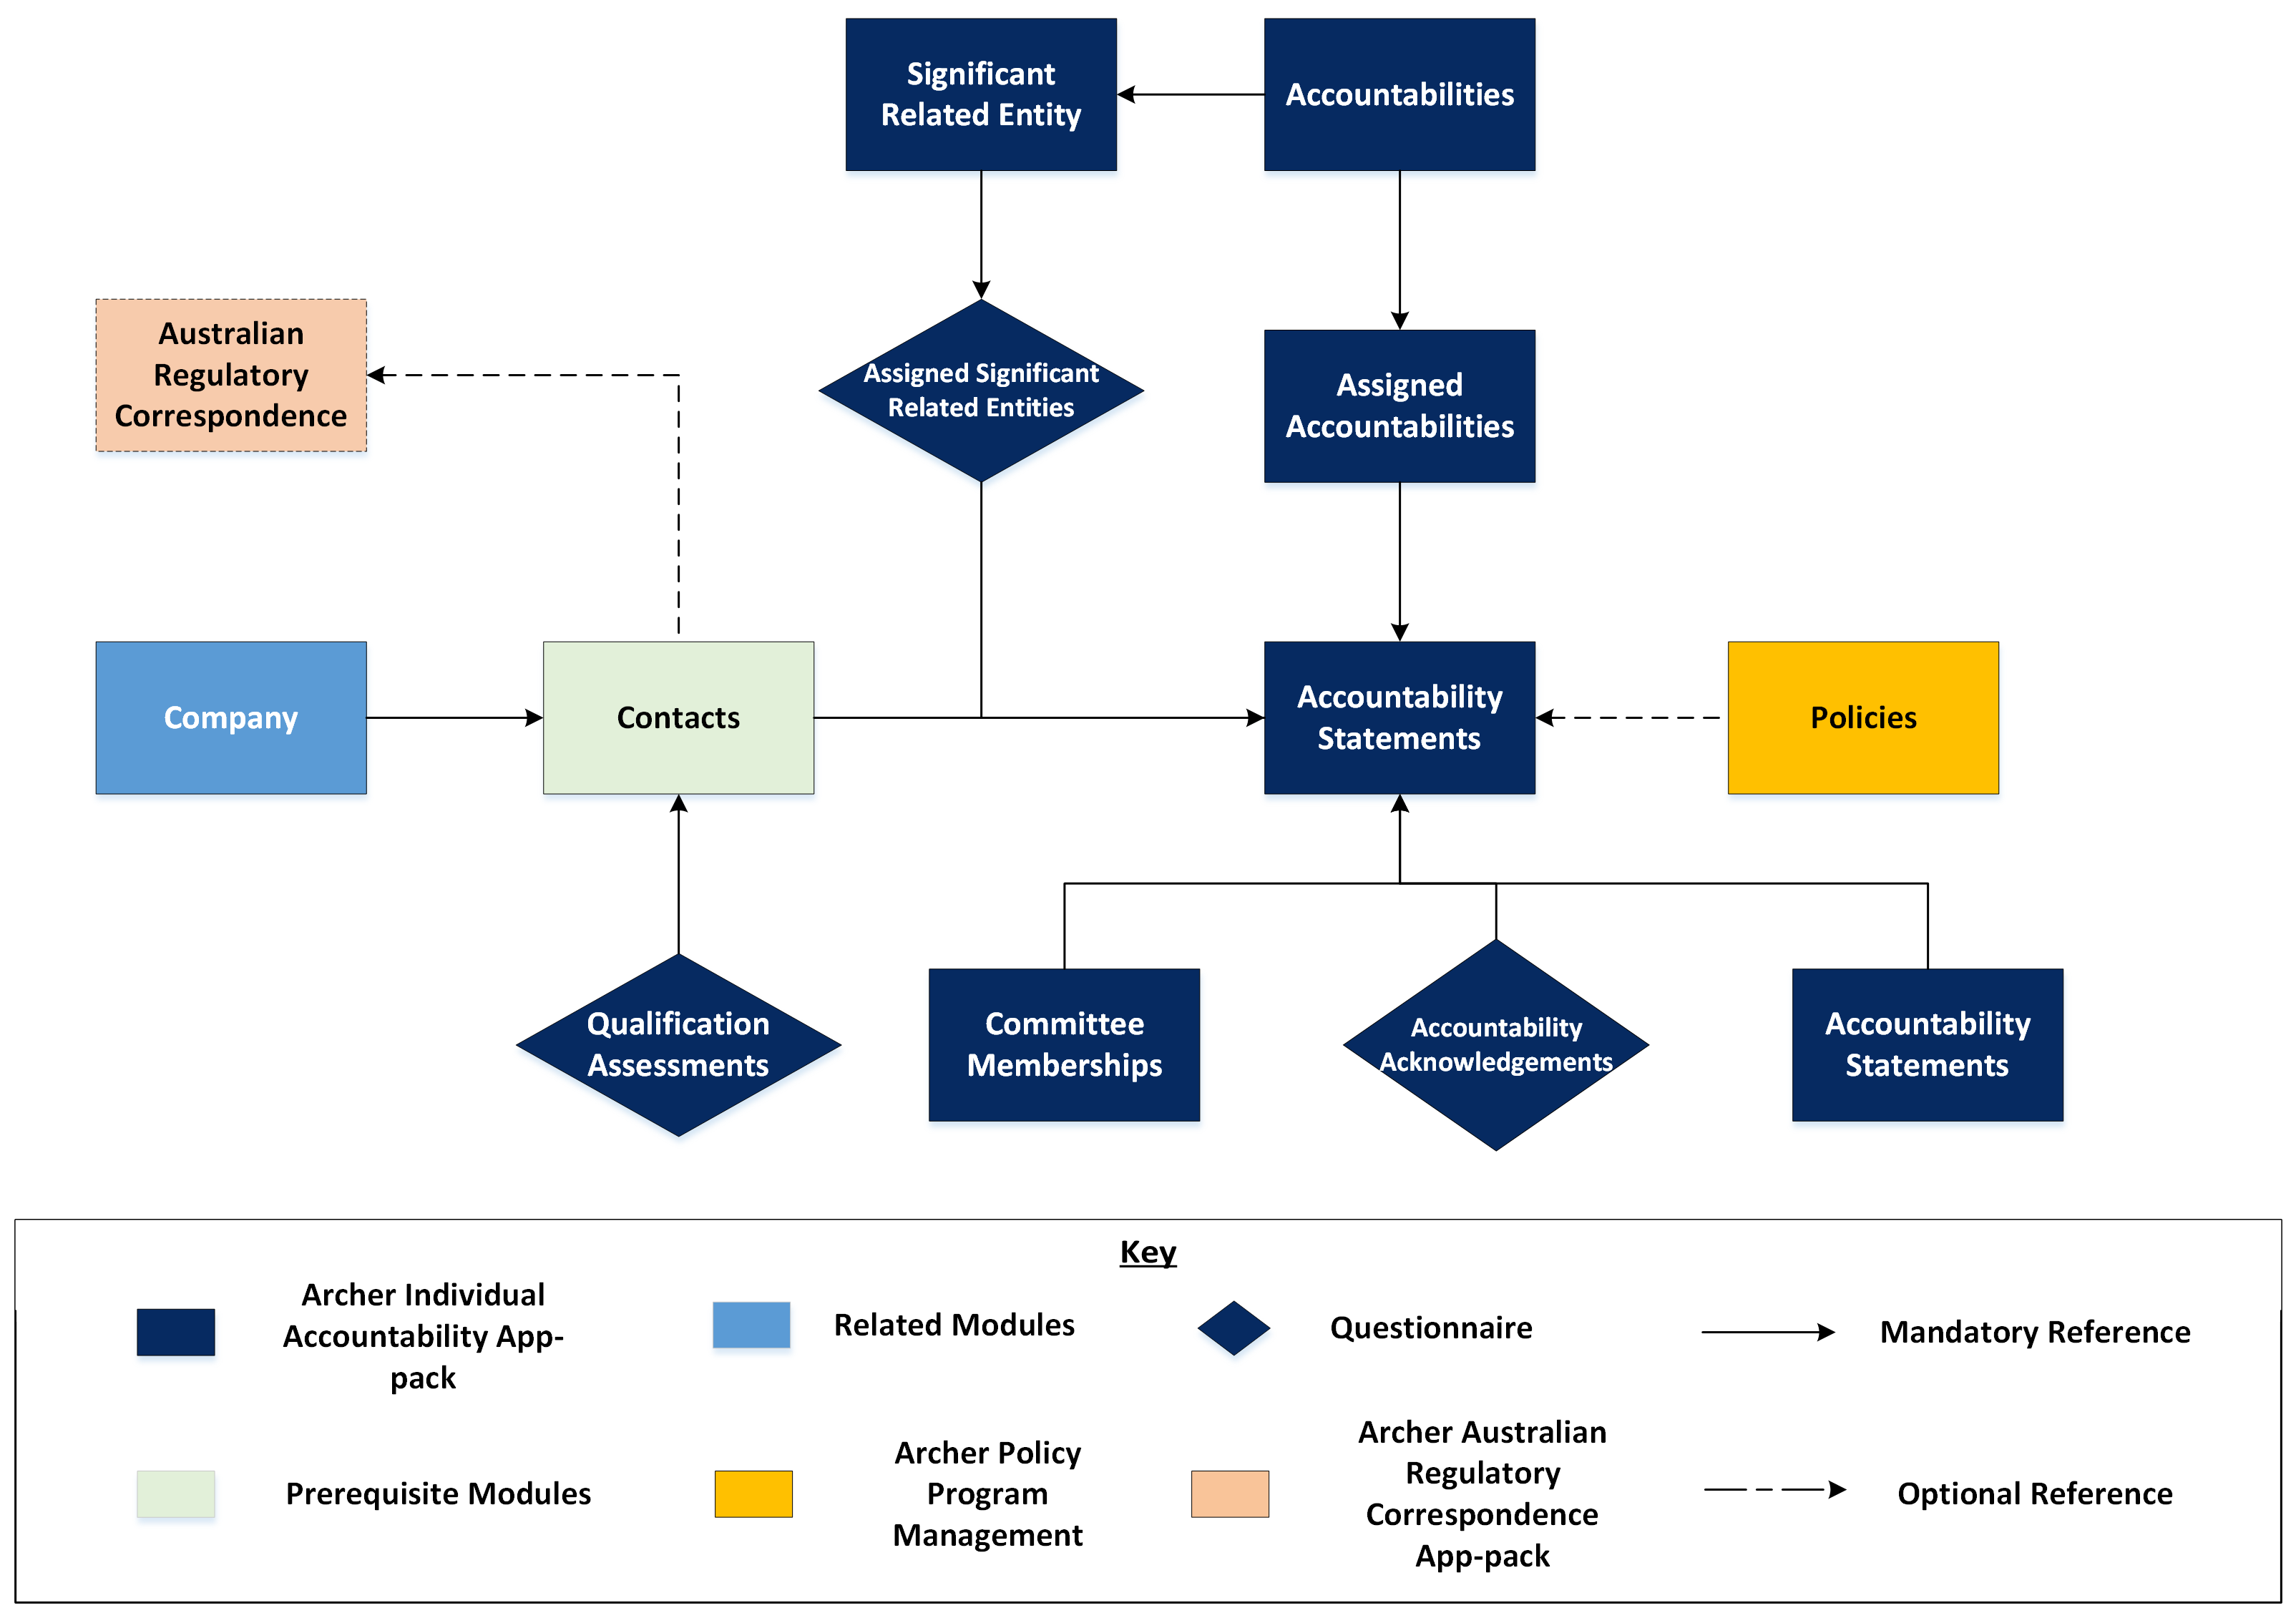 Significant
Related Entity
Accountabilities
Australian
Regulatory
Correspondence
Assigned Significant
Related Entities
Assigned
Accountabilities
Company
Contacts
Accountability
Statements
Policies
Qualification
Assessments
Committee
Memberships
Accountability
Acknowledgements
Accountability
Statements
Key
Archer Individual
Accountability App-
pack
Related Modules
Questionnaire
Mandatory Reference
Prerequisite Modules
Archer Policy
Program
Management
Archer Australian
Regulatory
Correspondence
App-pack
Optional Reference